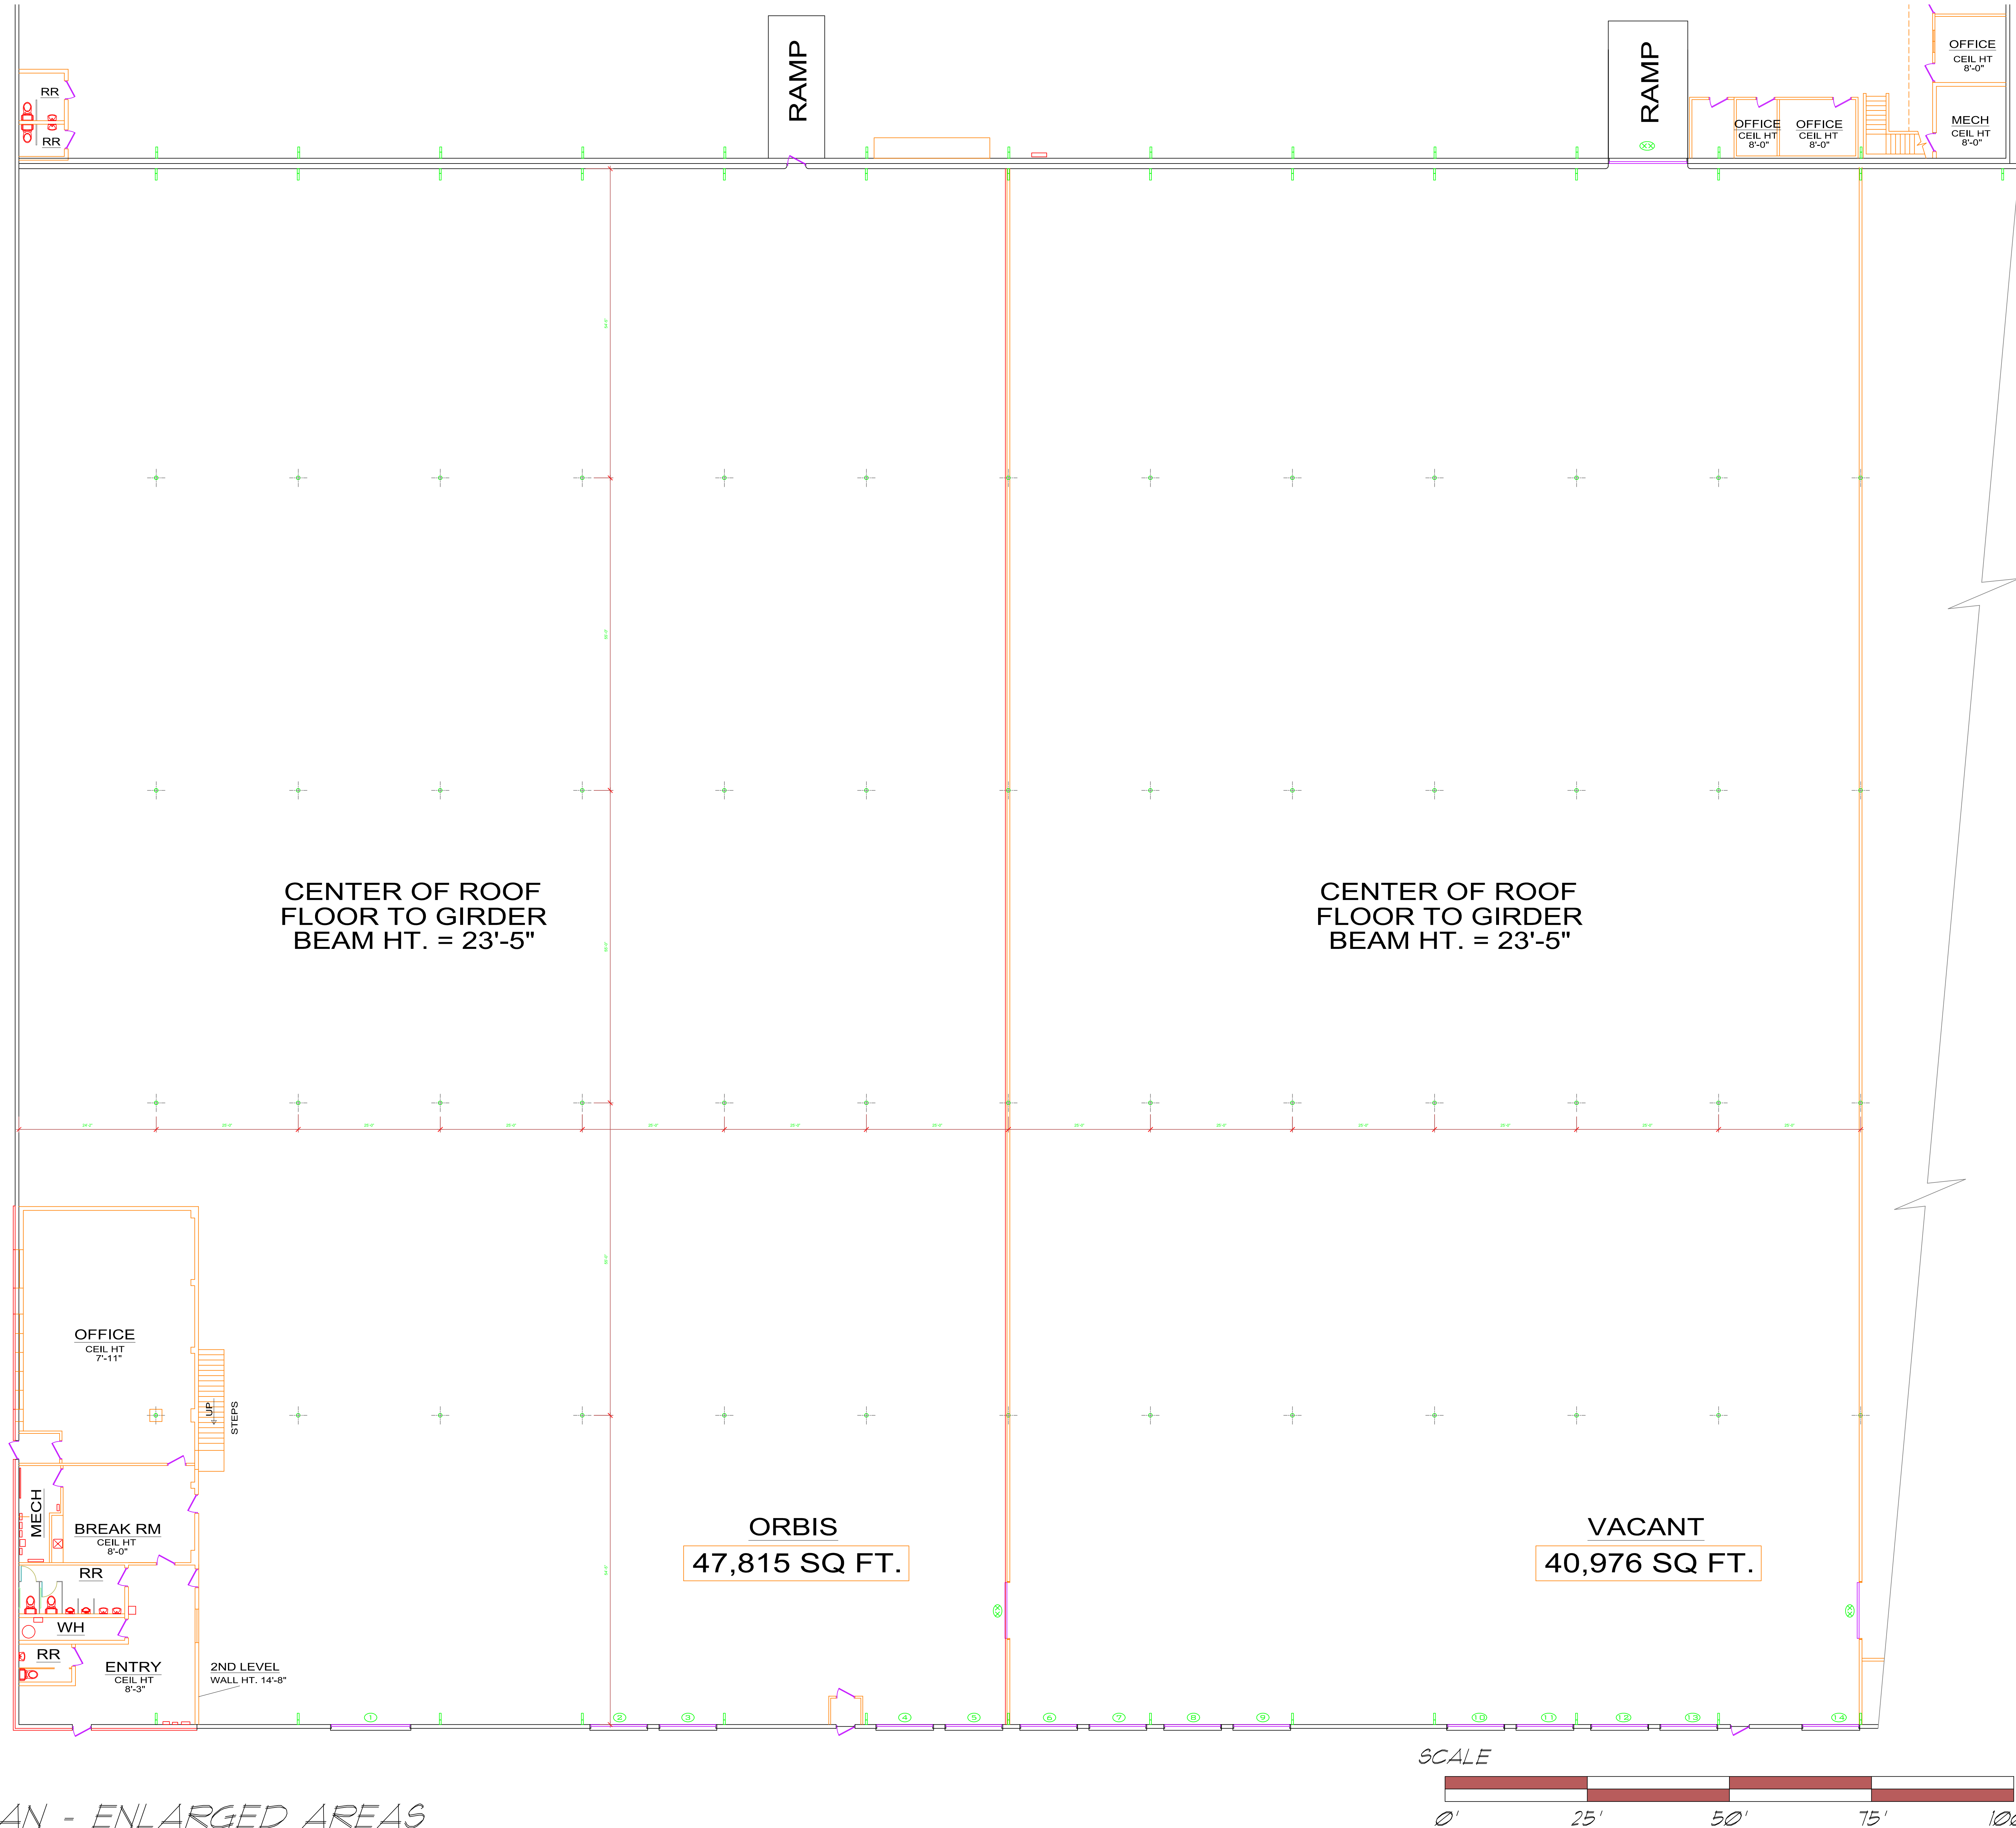 RR
RR
RAMP
RAMP
OFFICE
CEIL HT
8'-0"
MECH
CEIL HT
8'-0"
OFFICE
CEIL HT
8'-0"
OFFICE
CEIL HT
8'-0"
XX
CENTER OF ROOF
FLOOR TO GIRDER
BEAM HT. = 23'-5"
CENTER OF ROOF
FLOOR TO GIRDER
BEAM HT. = 23'-5"
OFFICE
CEIL HT
7'-11"
UP
STEPS
MECH
BREAK RM
CEIL HT
8'-0"
RR
WH
RR
ENTRY
CEIL HT
8'-3"
2ND LEVEL
WALL HT. 14'-8"
ORBIS
47,815 SQ FT.
VACANT
40,976 SQ FT.
XX
XX
1
2
3
4
5
6
7
8
9
10
11
12
13
14
SCALE
0' 25' 50' 75' 100
AN - ENLARGED AREAS